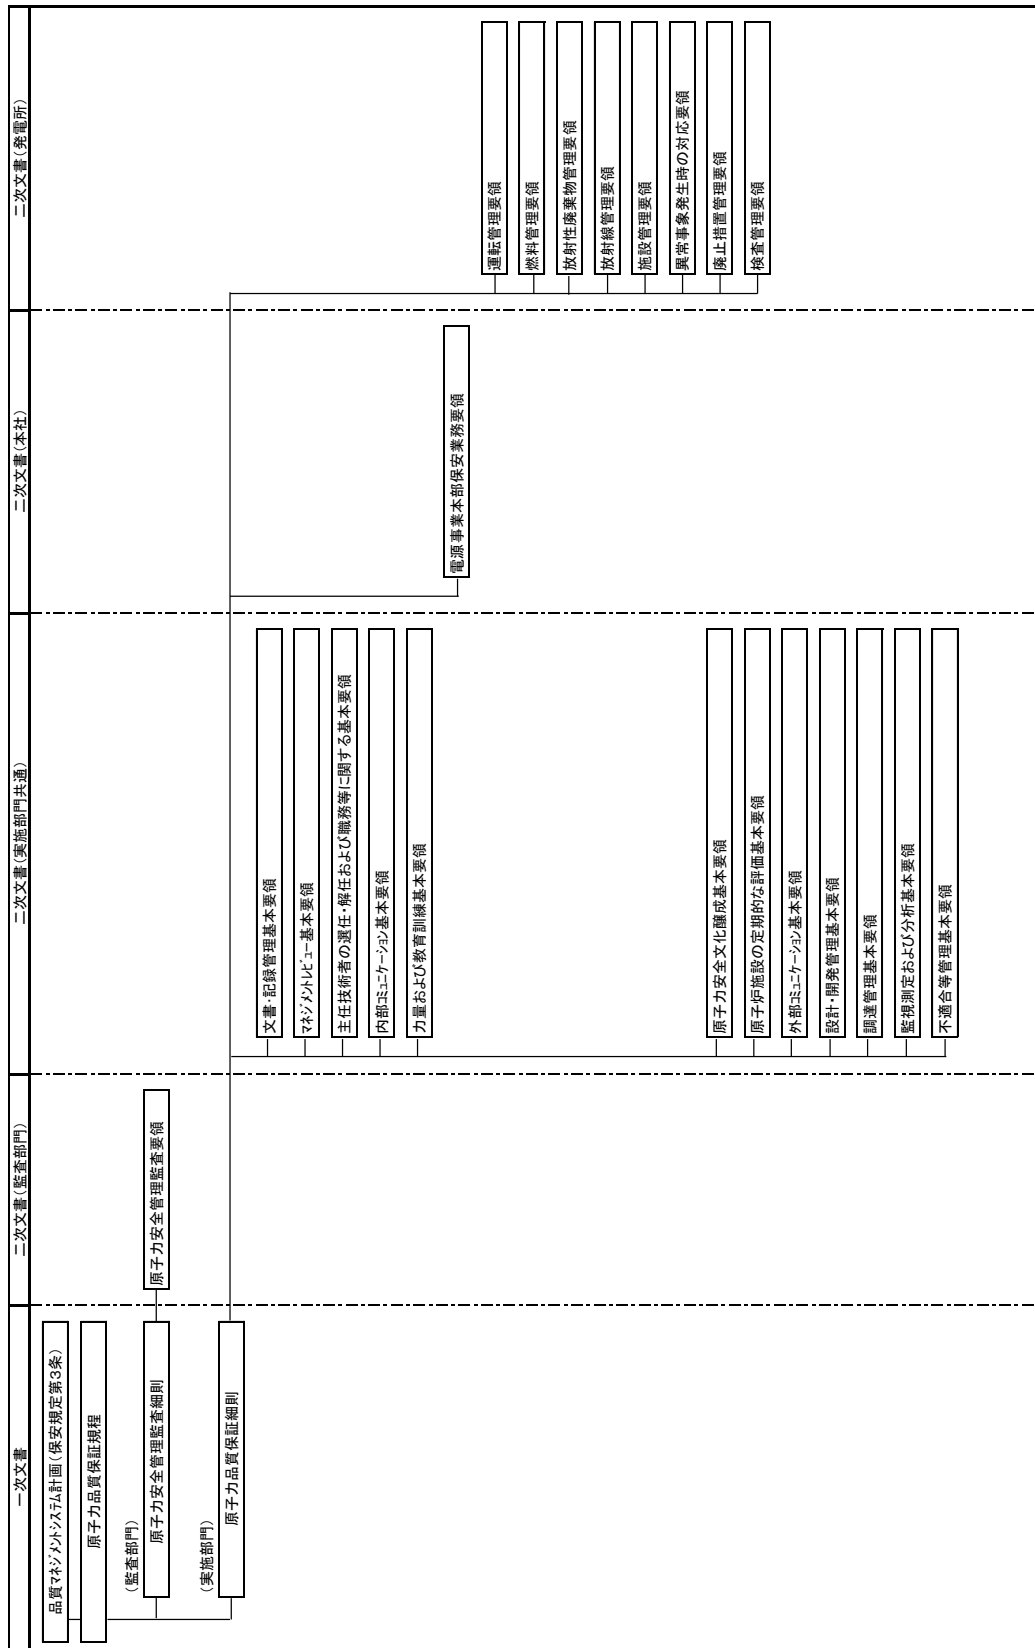 一次文書
二次文書(監査部門)
二次文書(実施部門共通)
二次文書(本社)
二次文書(発電所)
品質マネジメントシステム計画(保安規定第3条)
原子力品質保証規程
(監査部門)
原子力安全管理監査細則
原子力安全管理監査要領
(実施部門)
原子力品質保証細則
文書・記録管理基本要領
マネジメントレビュー基本要領
主任技術者の選任・解任および職務等に関する基本要領
内部コミュニケーション基本要領
力量および教育訓練基本要領
電源事業本部保安業務要領
運転管理要領
燃料管理要領
放射性廃棄物管理要領
放射線管理要領
施設管理要領
異常事象発生時の対応要領
廃止措置管理要領
検査管理要領
原子力安全文化醸成基本要領
原子炉施設の定期的な評価基本要領
外部コミュニケーション基本要領
設計・開発管理基本要領
調達管理基本要領
監視測定および分析基本要領
不適合等管理基本要領